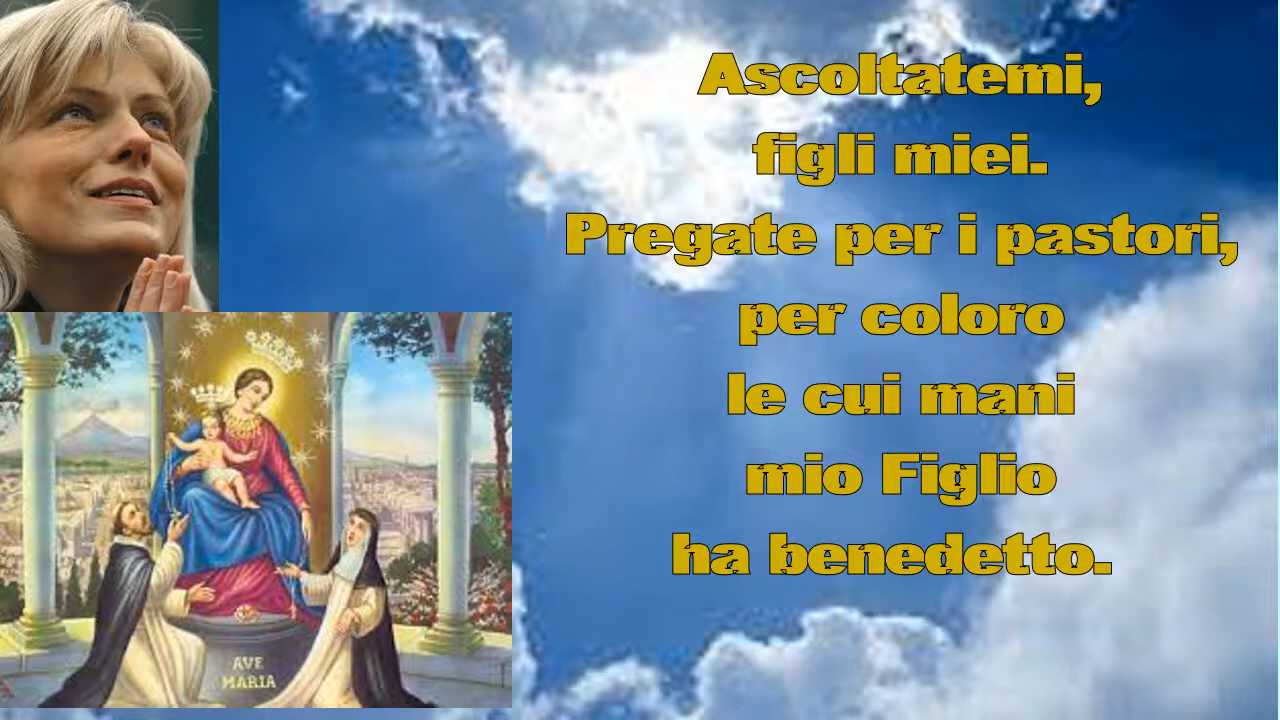 Ascoltatemi,
figli miei.
Pregate per i pastori,
per coloro
le cui mani
mio Figlio
ha benedetto.
AVE
MARIA